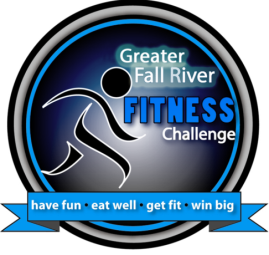 Greater
Fall River
FITNESS
Challenge
have fun • eat well • get fit • win big